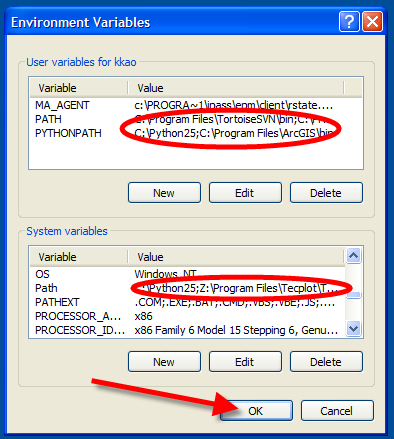 Environment Variables
User variables for kkao
Variable Value
MA_AGENT c:\PROGRA~1\ipass\epm\client\rstate....
PATH C:\Program Files\TortoiseSVN\bin;C:\
PYTHONPATH C:\Python25;C:\Program Files\ArcGIS\bin
New Edit Delete
System variables
Variable Value
OS Windows_NT
Path C:\Python25;Z:\Program Files\Tecplot\T...
PATHEXT .COM;.EXE;.BAT;.CMD;.VBS;.VBE;.JS;....
PROCESSOR_A... x86
PROCESSOR_ID... x86 Family 6 Model 15 Stepping 6, Genu...
New Edit Delete
OK Cancel